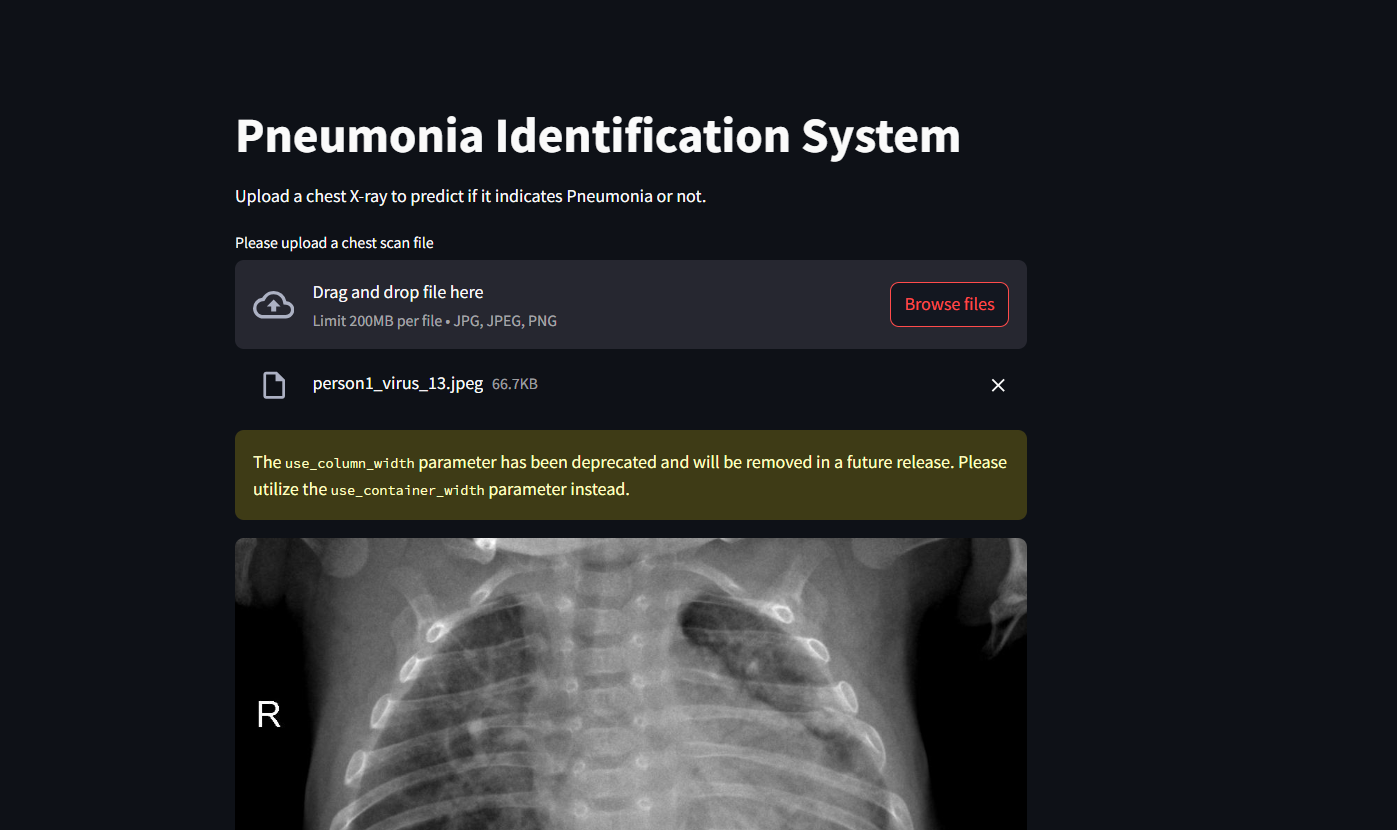 Pneumonia Identification System
Upload a chest X-ray to predict if it indicates Pneumonia or not.
Please upload a chest scan file
Drag and drop file here
Limit 200MB per file • JPG, JPEG, PNG
Browse files
person1_virus_13.jpeg 66.7KB
The use_column_width parameter has been deprecated and will be removed in a future release. Please
utilize the use_container_width parameter instead.
R